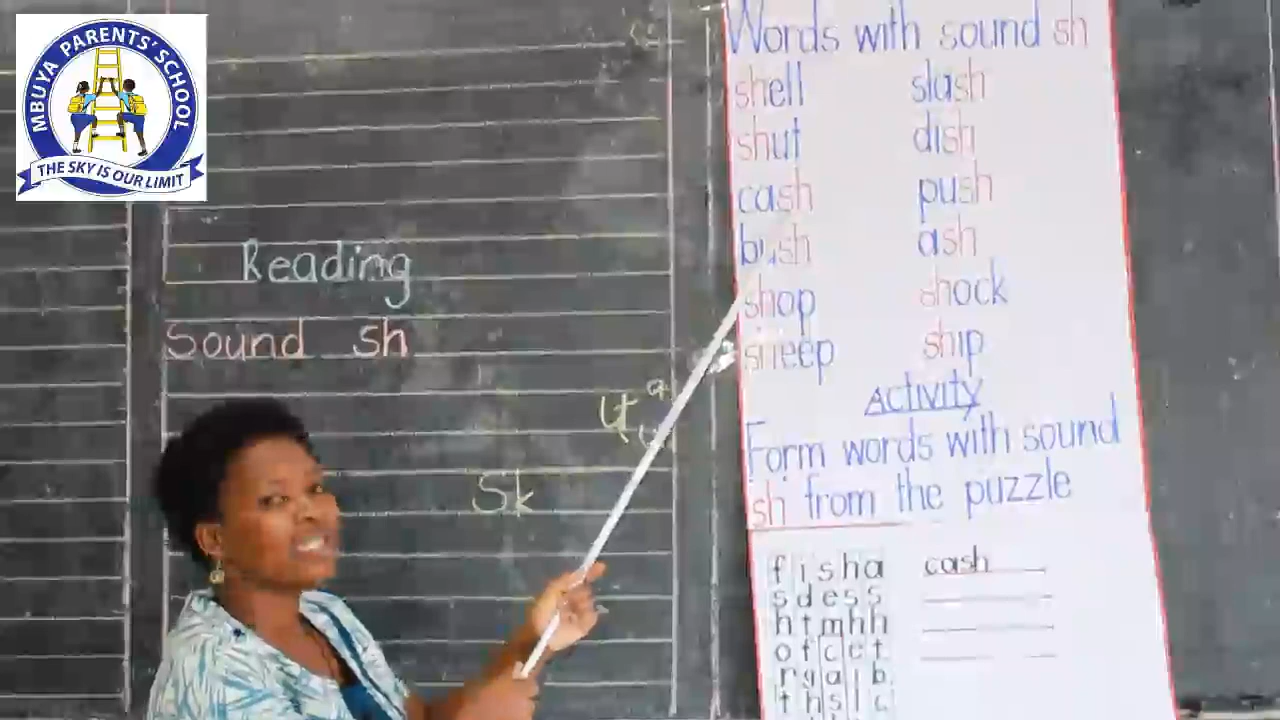 MBUYA PARENTS' SCHOOL
THE SKY IS OUR LIMIT
Reading
Sound sh
Sk
Words with sound sh
shell slash
shut dish
cash push
bush ash
shop shock
sheep ship
ACTIVITY
Form words with sound
sh from the puzzle
f i s h a cash
s d e s s
h t m h h
o f c c t
r g a i b
t h s l c